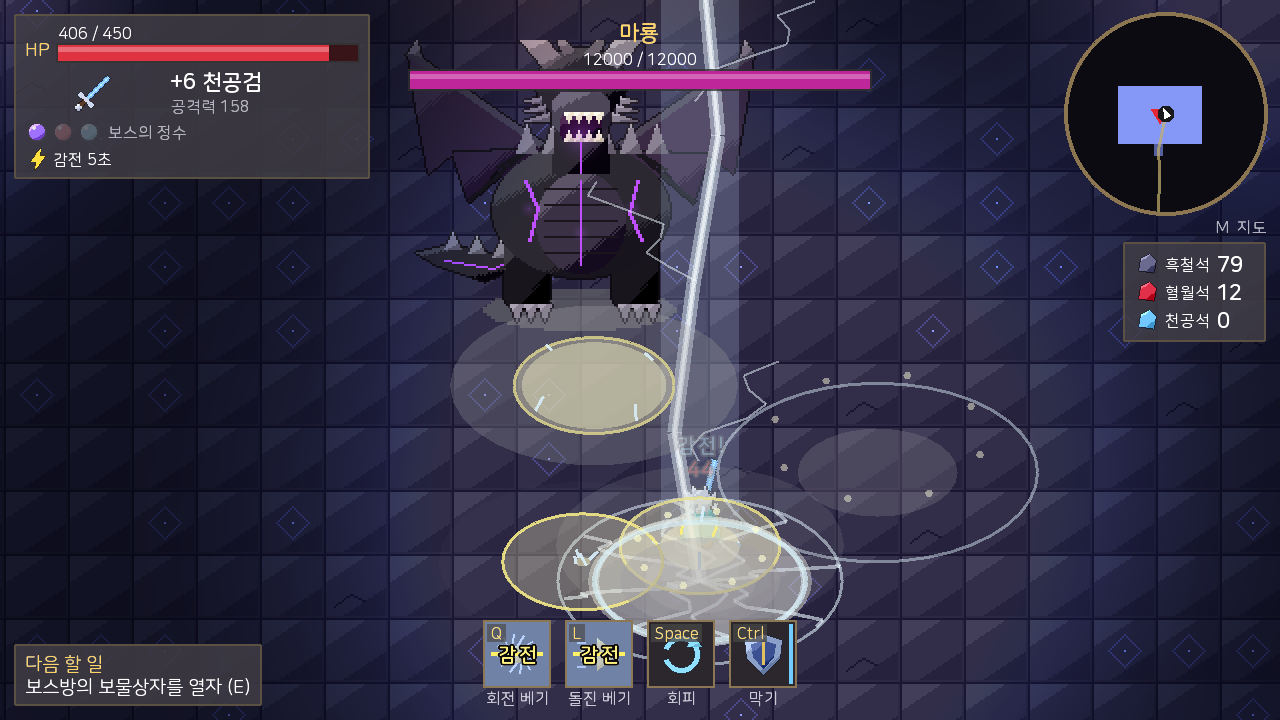 406 / 450
HP
+6 천공검
공격력 158
보스의 정수
감전 5초
마룡
12000 / 12000
M 지도
흑철석 79
혈월석 12
천공석 0
감전!
44
Q
감전
회전 베기
L
감전
돌진 베기
Space
회피
Ctrl
막기
다음 할 일
보스방의 보물상자를 열자 (E)